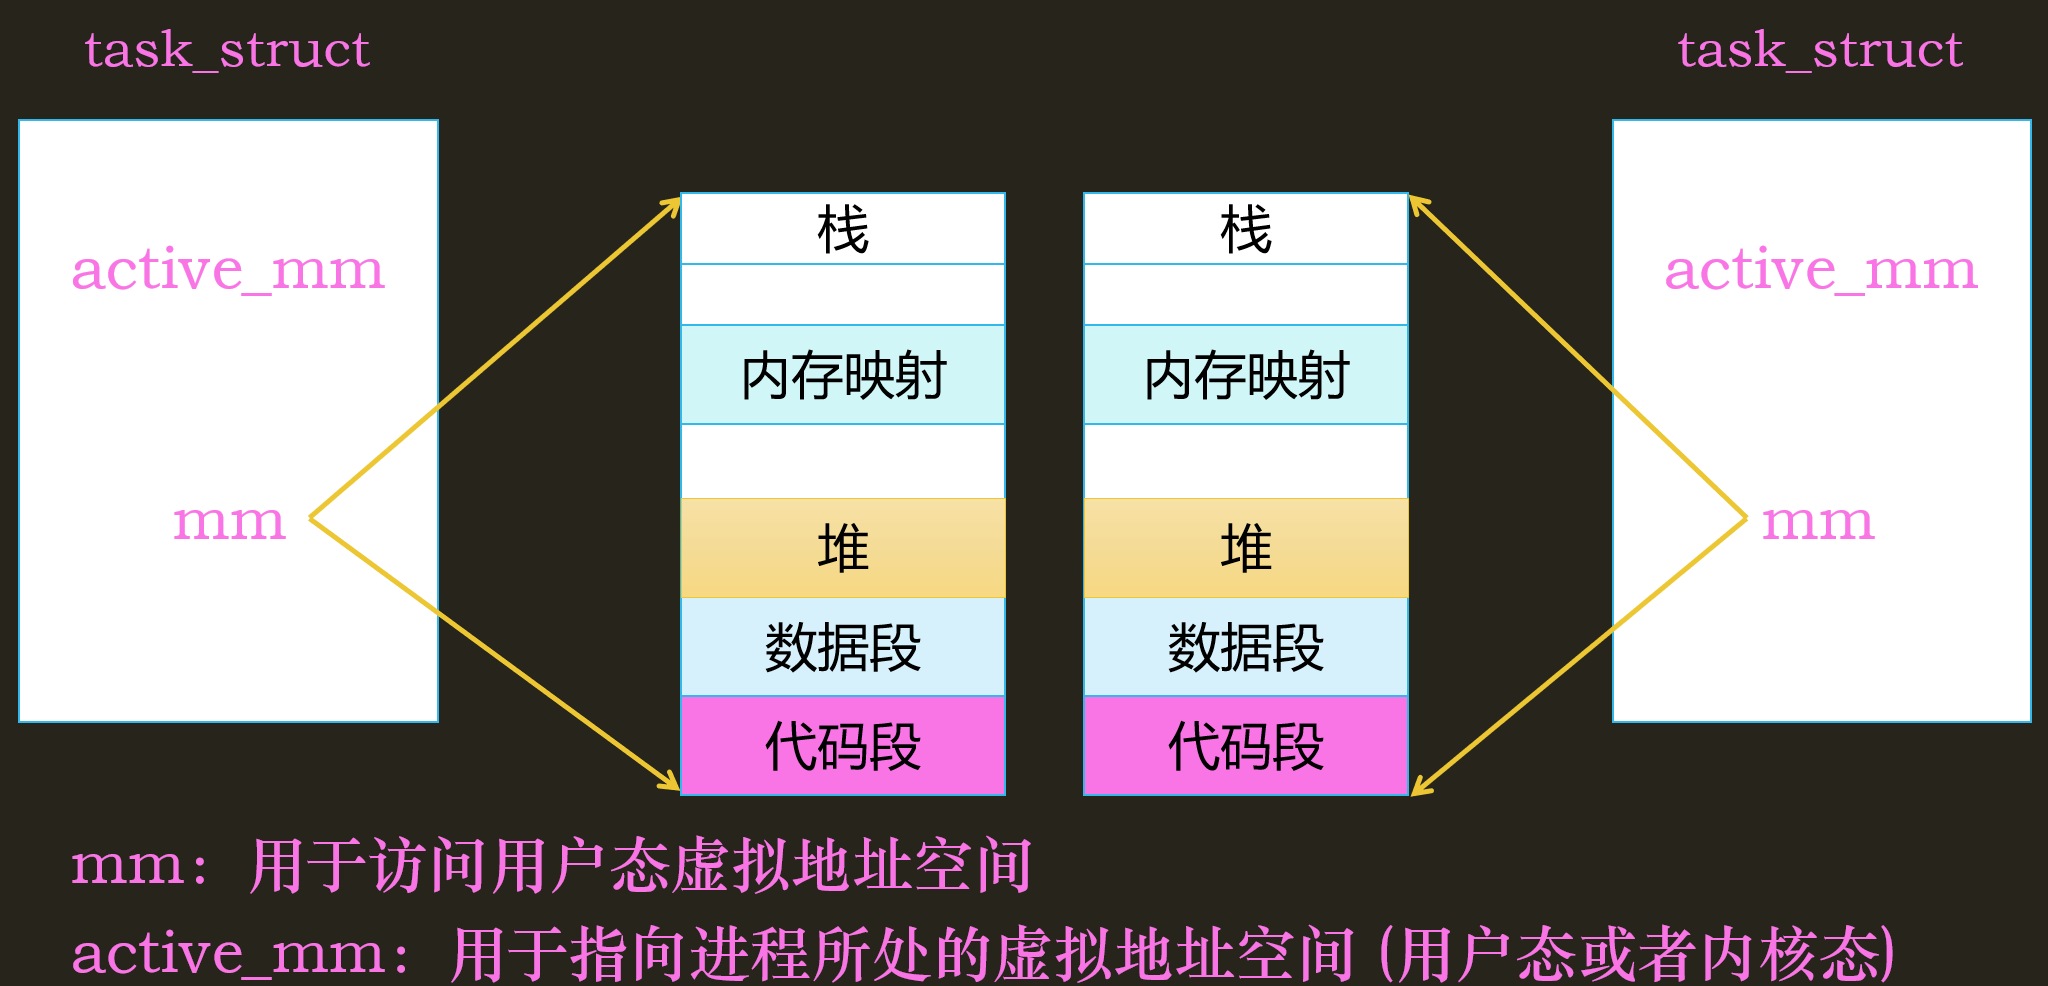 task_struct
task_struct
active_mm
mm
栈
内存映射
堆
数据段
代码段
栈
内存映射
堆
数据段
代码段
active_mm
mm
mm：用于访问用户态虚拟地址空间
active_mm：用于指向进程所处的虚拟地址空间 (用户态或者内核态)